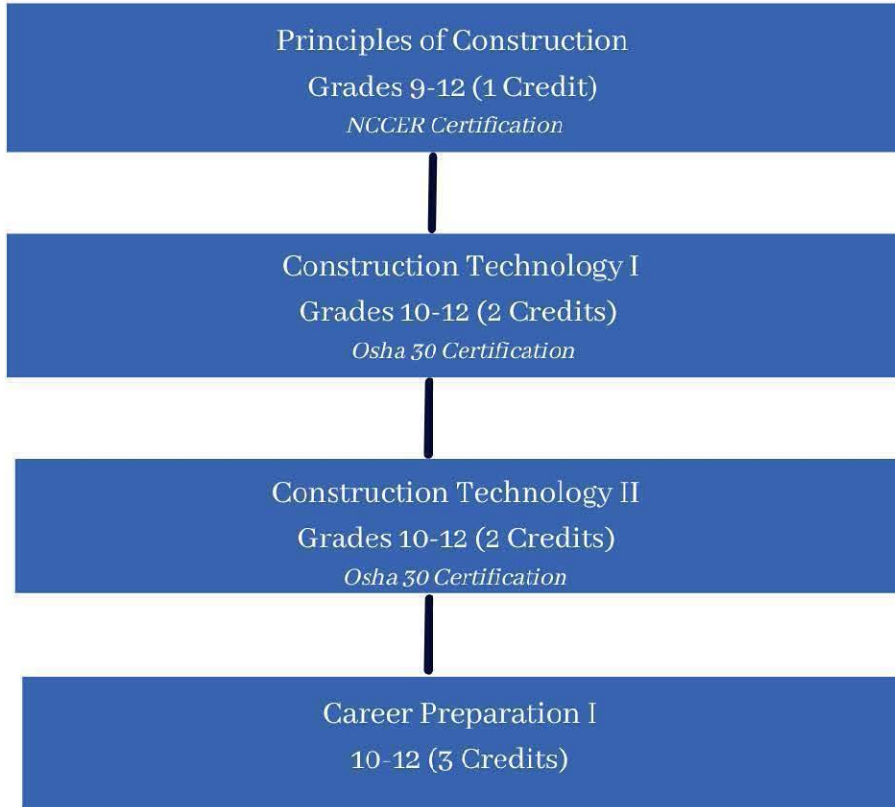 Principles of Construction
Grades 9-12 (1 Credit)
NCCER Certification
Construction Technology I
Grades 10-12 (2 Credits)
Osha 30 Certification
Construction Technology II
Grades 10-12 (2 Credits)
Osha 30 Certification
Career Preparation I
10-12 (3 Credits)